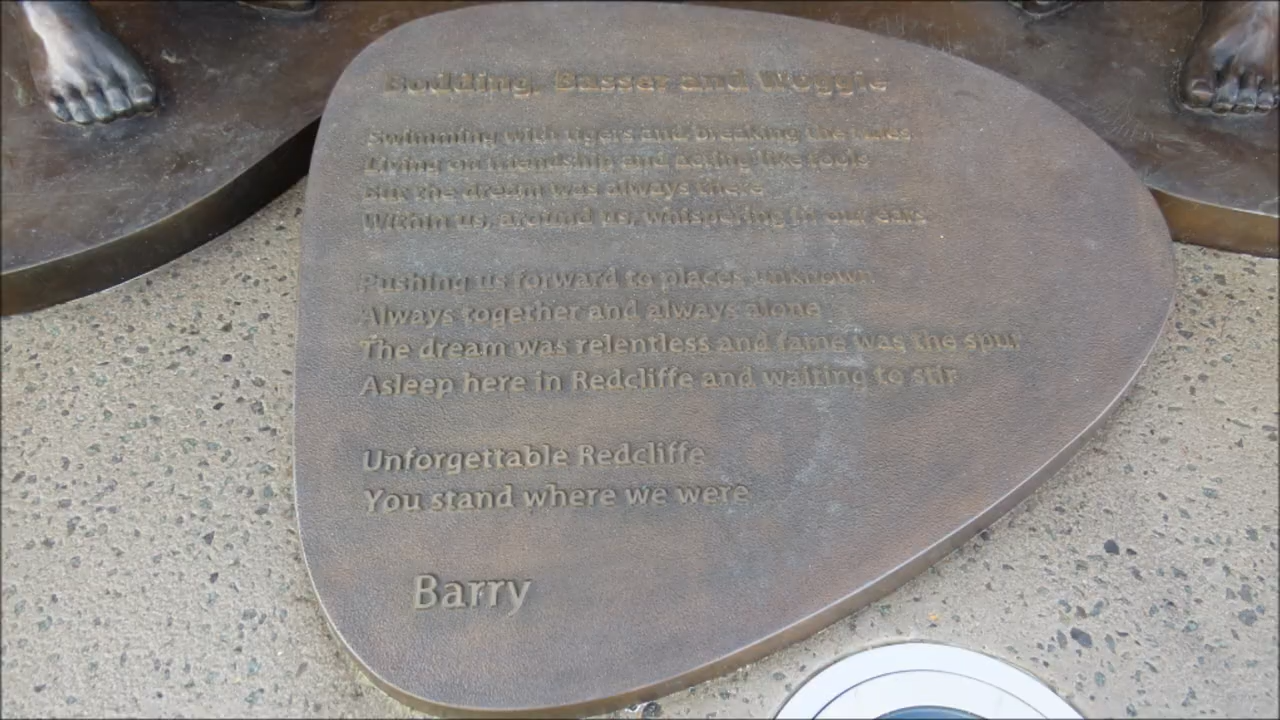 Bodding, Basser and Woggie
Swimming with tigers and breaking the rules
Living on friendship and acting like fools
But the dream was always there
Within us, around us, whispering in our ears
Pushing us forward to places unknown
Always together and always alone
The dream was relentless and fame was the spur
Asleep here in Redcliffe and waiting to stir
Unforgettable Redcliffe
You stand where we were
Barry